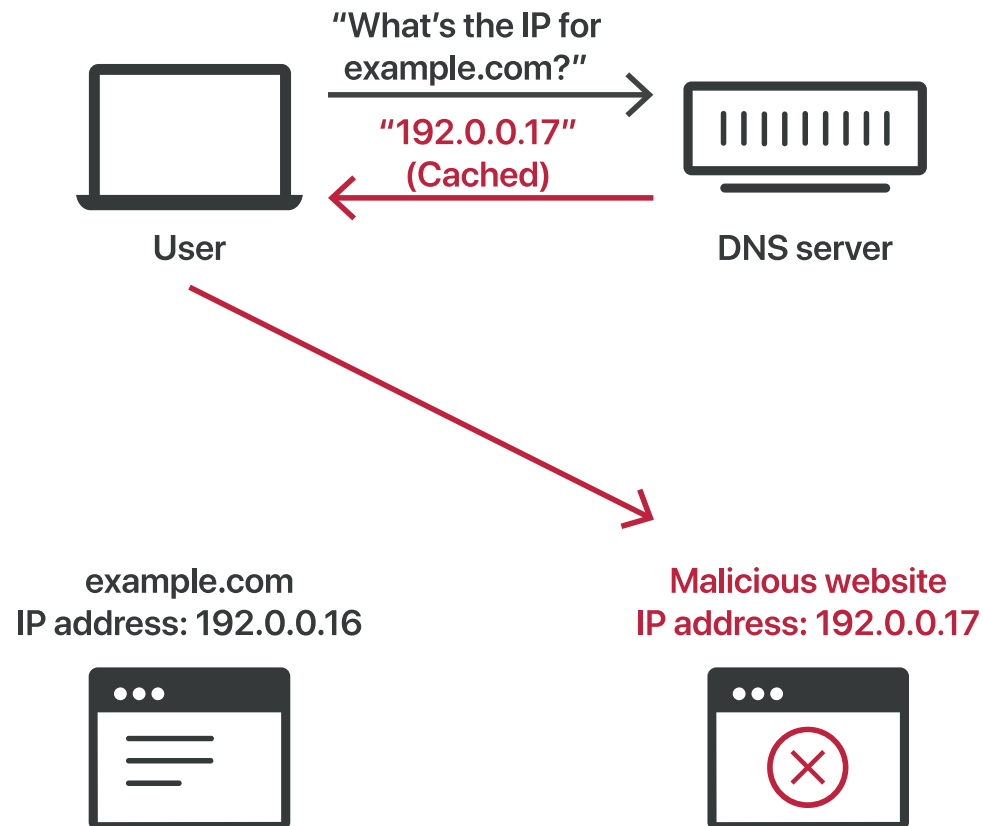 “What’s the IP for
example.com?”
“192.0.0.17”
(Cached)
User
DNS server
example.com
IP address: 192.0.0.16
Malicious website
IP address: 192.0.0.17